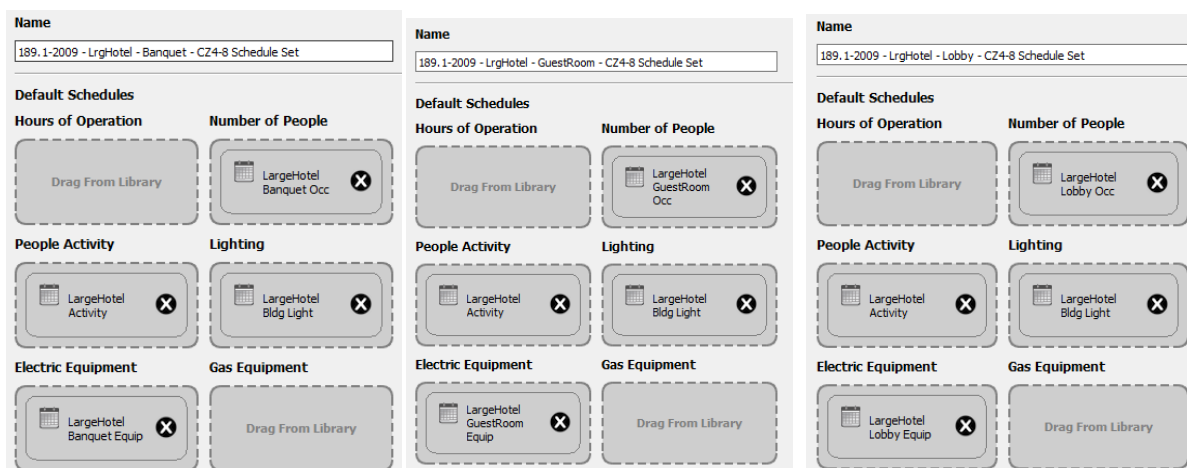 Name
189.1-2009 - LrgHotel - Banquet - CZ4-8 Schedule Set
Default Schedules
Hours of Operation
Number of People
Drag From Library
LargeHotel
Banquet Occ
People Activity
Lighting
LargeHotel
Activity
LargeHotel
Bldg Light
Electric Equipment
Gas Equipment
LargeHotel
Banquet Equip
Drag From Library
Name
189.1-2009 - LrgHotel - GuestRoom - CZ4-8 Schedule Set
Default Schedules
Hours of Operation
Number of People
Drag From Library
LargeHotel
GuestRoom
Occ
People Activity
Lighting
LargeHotel
Activity
LargeHotel
Bldg Light
Electric Equipment
Gas Equipment
LargeHotel
GuestRoom
Equip
Drag From Library
Name
189.1-2009 - LrgHotel - Lobby - CZ4-8 Schedule Set
Default Schedules
Hours of Operation
Number of People
Drag From Library
LargeHotel
Lobby Occ
People Activity
Lighting
LargeHotel
Activity
LargeHotel
Bldg Light
Electric Equipment
Gas Equipment
LargeHotel
Lobby Equip
Drag From Library